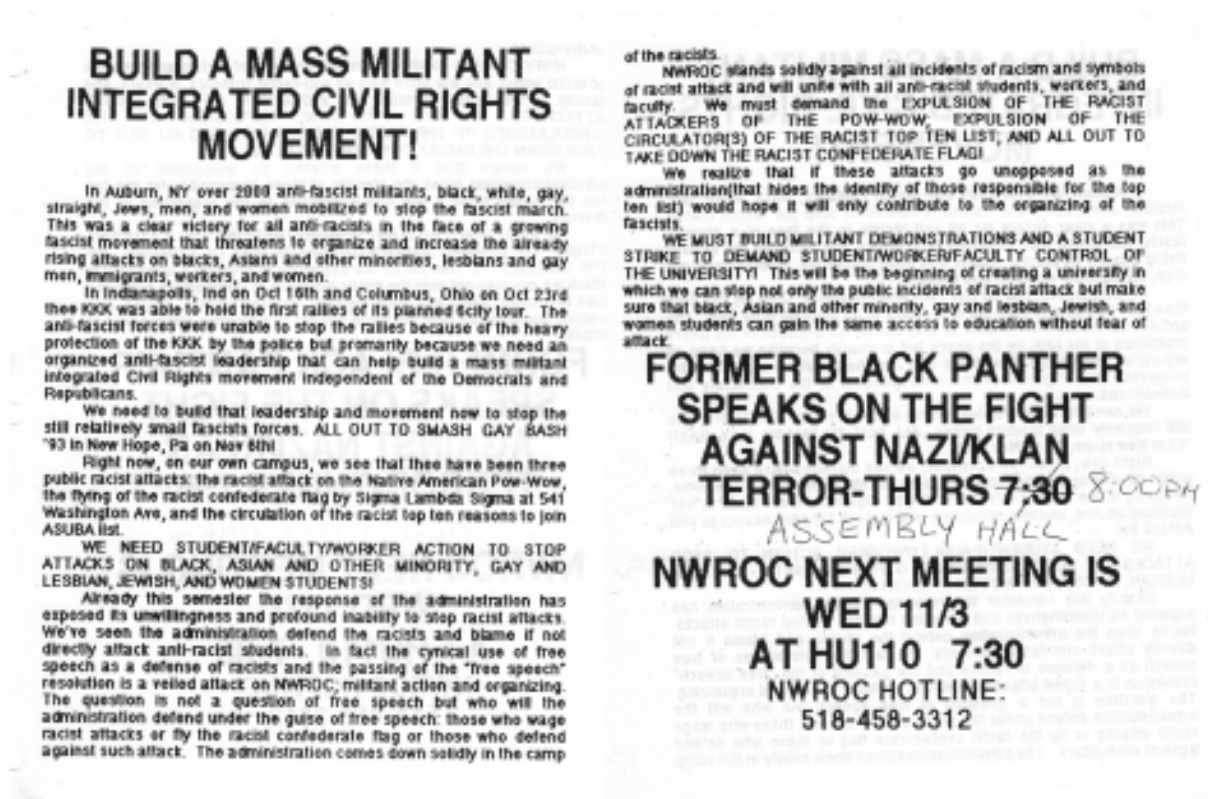 BUILD A MASS MILITANT
INTEGRATED CIVIL RIGHTS
MOVEMENT!
In Auburn, NY over 2000 anti-fascist militants, black, white, gay,
straight, Jews, men, and women mobilized to stop the fascist march.
This was a clear victory for all anti-racists in the face of a growing
fascist movement that threatens to organize and increase the already
rising attacks on blacks, Asians and other minorities, lesbians and gay
men, immigrants, workers, and women.
In Indianapolis, Ind on Oct 16th and Columbus, Ohio on Oct 23rd
thee KKK was able to hold the first rallies of its planned 6city tour. The
anti-fascist forces were unable to stop the rallies because of the heavy
protection of the KKK by the police but promarily because we need an
organized anti-fascist leadership that can help build a mass militant
integrated Civil Rights movement independent of the Democrats and
Republicans.
We need to build that leadership and movement now to stop the
still relatively small fascists forces. ALL OUT TO SMASH GAY BASH
'93 in New Hope, Pa on Nov 6th!
Right now, on our own campus, we see that thee have been three
public racist attacks: the racist attack on the Native American Pow-Wow,
the flying of the racist confederate flag by Sigma Lambda Sigma at 541
Washington Ave, and the circulation of the racist top ten reasons to join
ASUBA list.
WE NEED STUDENT/FACULTY/WORKER ACTION TO STOP
ATTACKS ON BLACK, ASIAN AND OTHER MINORITY, GAY AND
LESBIAN, JEWISH, AND WOMEN STUDENTS!
Already this semester the response of the administration has
exposed its unwillingness and profound inability to stop racist attacks.
We've seen the administration defend the racists and blame if not
directly attack anti-racist students. In fact the cynical use of free
speech as a defense of racists and the passing of the "free speech"
resolution is a veiled attack on NWROC, militant action and organizing.
The question is not a question of free speech but who will the
administration defend under the guise of free speech: those who wage
racist attacks or fly the racist confederate flag or those who defend
against such attack. The administration comes down solidly in the camp
of the racists.
NWROC stands solidly against all incidents of racism and symbols
of racist attack and will unite with all anti-racist students, workers, and
faculty. We must demand the EXPULSION OF THE RACIST
ATTACKERS OF THE POW-WOW, EXPULSION OF THE
CIRCULATOR(S) OF THE RACIST TOP TEN LIST, AND ALL OUT TO
TAKE DOWN THE RACIST CONFEDERATE FLAG!
We realize that if these attacks go unopposed as the
administration(that hides the identity of those responsible for the top
ten list) would hope it will only contribute to the organizing of the
fascists.
WE MUST BUILD MILITANT DEMONSTRATIONS AND A STUDENT
STRIKE TO DEMAND STUDENT/WORKER/FACULTY CONTROL OF
THE UNIVERSITY! This will be the beginning of creating a university in
which we can stop not only the public incidents of racist attack but make
sure that black, Asian and other minority, gay and lesbian, Jewish, and
women students can gain the same access to education without fear of
attack.
FORMER BLACK PANTHER
SPEAKS ON THE FIGHT
AGAINST NAZI/KLAN
TERROR-THURS 7:30 8:00PM
ASSEMBLY HALL
NWROC NEXT MEETING IS
WED 11/3
AT HU110 7:30
NWROC HOTLINE:
518-458-3312